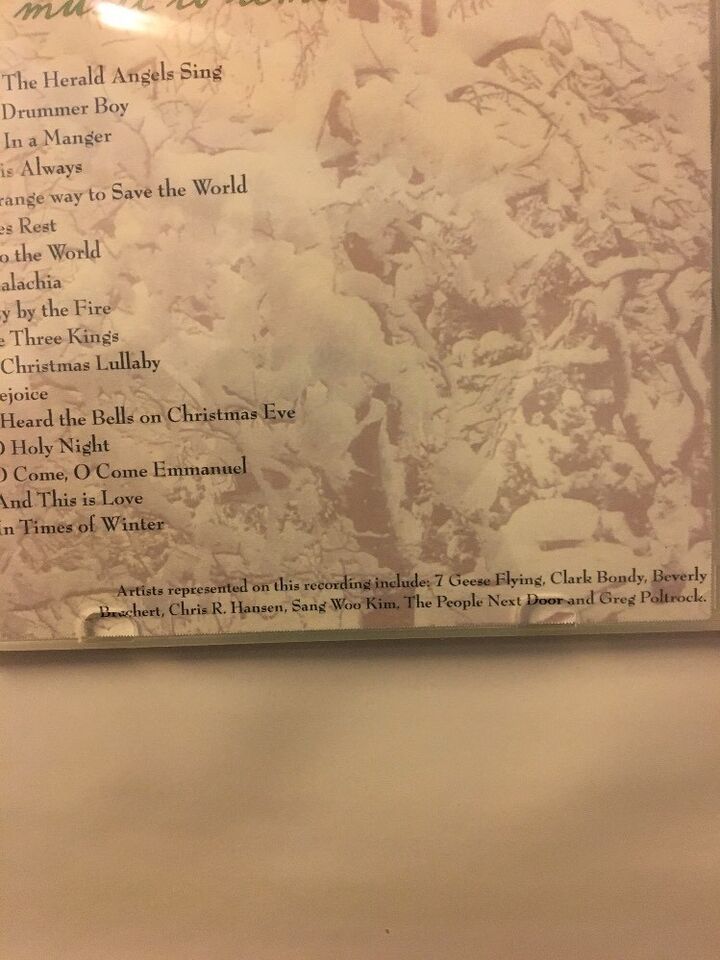 The Herald Angels Sing
Drummer Boy
In a Manger
is Always
range way to Save the World
es Rest
o the World
alachia
y by the Fire
e Three Kings
Christmas Lullaby
ejoice
Heard the Bells on Christmas Eve
O Holy Night
O Come, O Come Emmanuel
And This is Love
In Times of Winter
Artists represented on this recording include: 7 Geese Flying, Clark Bondy, Beverly
Brachert, Chris R. Hansen, Sang Woo Kim, The People Next Door and Greg Poltrock.